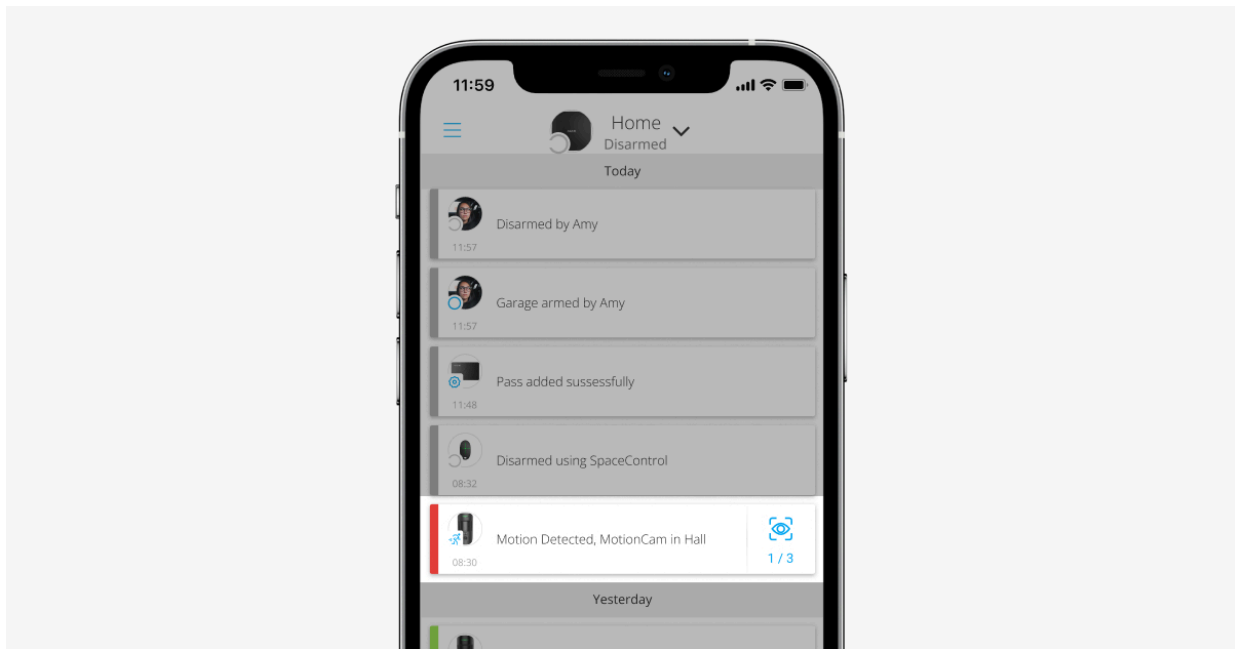 11:59
Home
Disarmed
Today
Disarmed by Amy
11:57
Garage armed by Amy
11:57
Pass added sussessfully
11:48
Disarmed using SpaceControl
08:32
Motion Detected, MotionCam in Hall
08:30
1 / 3
Yesterday